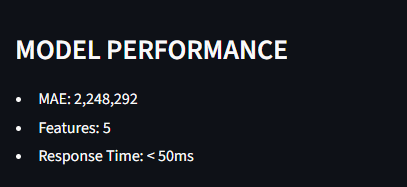 MODEL PERFORMANCE
• MAE: 2,248,292
• Features: 5
• Response Time: < 50ms